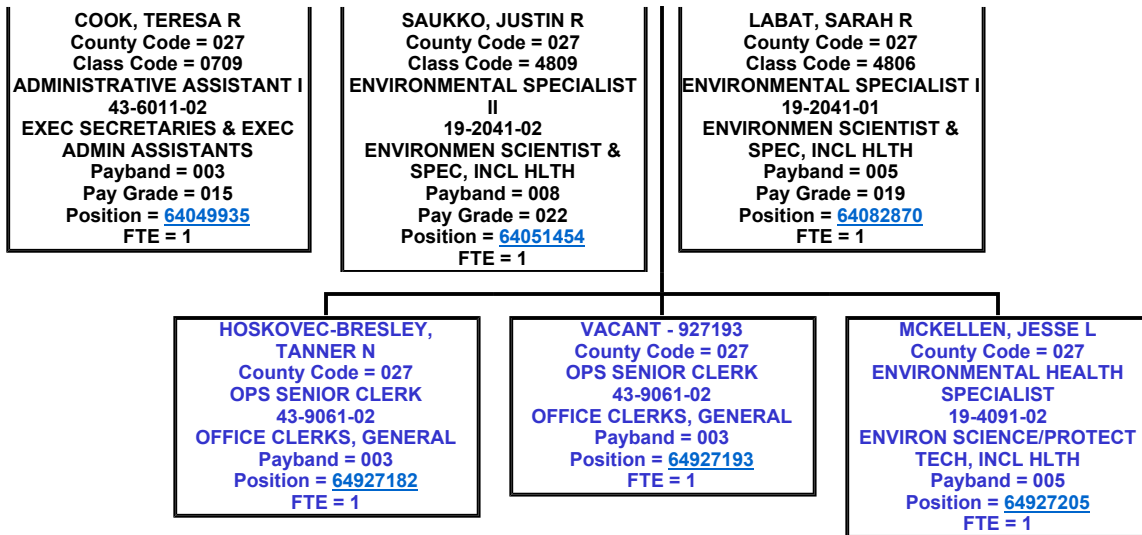 COOK, TERESA R
County Code = 027
Class Code = 0709
ADMINISTRATIVE ASSISTANT I
43-6011-02
EXEC SECRETARIES & EXEC
ADMIN ASSISTANTS
Payband = 003
Pay Grade = 015
Position = 64049935
FTE = 1
SAUKKO, JUSTIN R
County Code = 027
Class Code = 4809
ENVIRONMENTAL SPECIALIST
II
19-2041-02
ENVIRONMEN SCIENTIST &
SPEC, INCL HLTH
Payband = 008
Pay Grade = 022
Position = 64051454
FTE = 1
LABAT, SARAH R
County Code = 027
Class Code = 4806
ENVIRONMENTAL SPECIALIST I
19-2041-01
ENVIRONMEN SCIENTIST &
SPEC, INCL HLTH
Payband = 005
Pay Grade = 019
Position = 64082870
FTE = 1
HOSKOVEC-BRESLEY,
TANNER N
County Code = 027
OPS SENIOR CLERK
43-9061-02
OFFICE CLERKS, GENERAL
Payband = 003
Position = 64927182
FTE = 1
VACANT - 927193
County Code = 027
OPS SENIOR CLERK
43-9061-02
OFFICE CLERKS, GENERAL
Payband = 003
Position = 64927193
FTE = 1
MCKELLEN, JESSE L
County Code = 027
ENVIRONMENTAL HEALTH
SPECIALIST
19-4091-02
ENVIRON SCIENCE/PROTECT
TECH, INCL HLTH
Payband = 005
Position = 64927205
FTE = 1